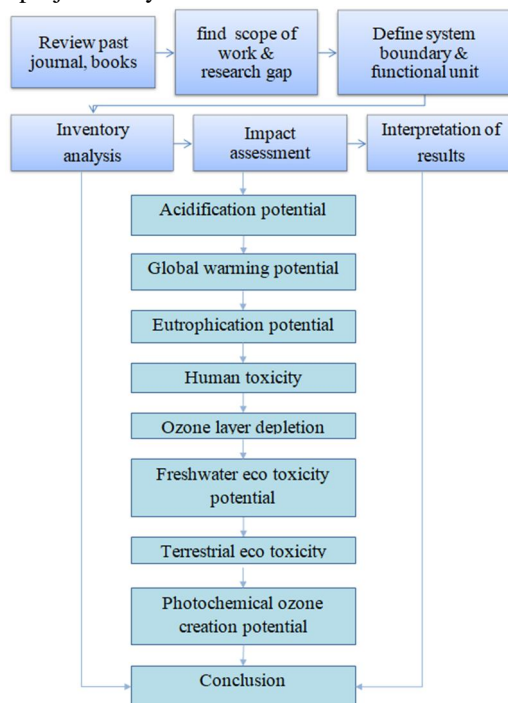 Review past
journal, books
find scope of
work &
research gap
Define system
boundary &
functional unit
Inventory
analysis
Impact
assessment
Interpretation of
results
Acidification potential
Global warming potential
Eutrophication potential
Human toxicity
Ozone layer depletion
Freshwater eco toxicity
potential
Terrestrial eco toxicity
Photochemical ozone
creation potential
Conclusion